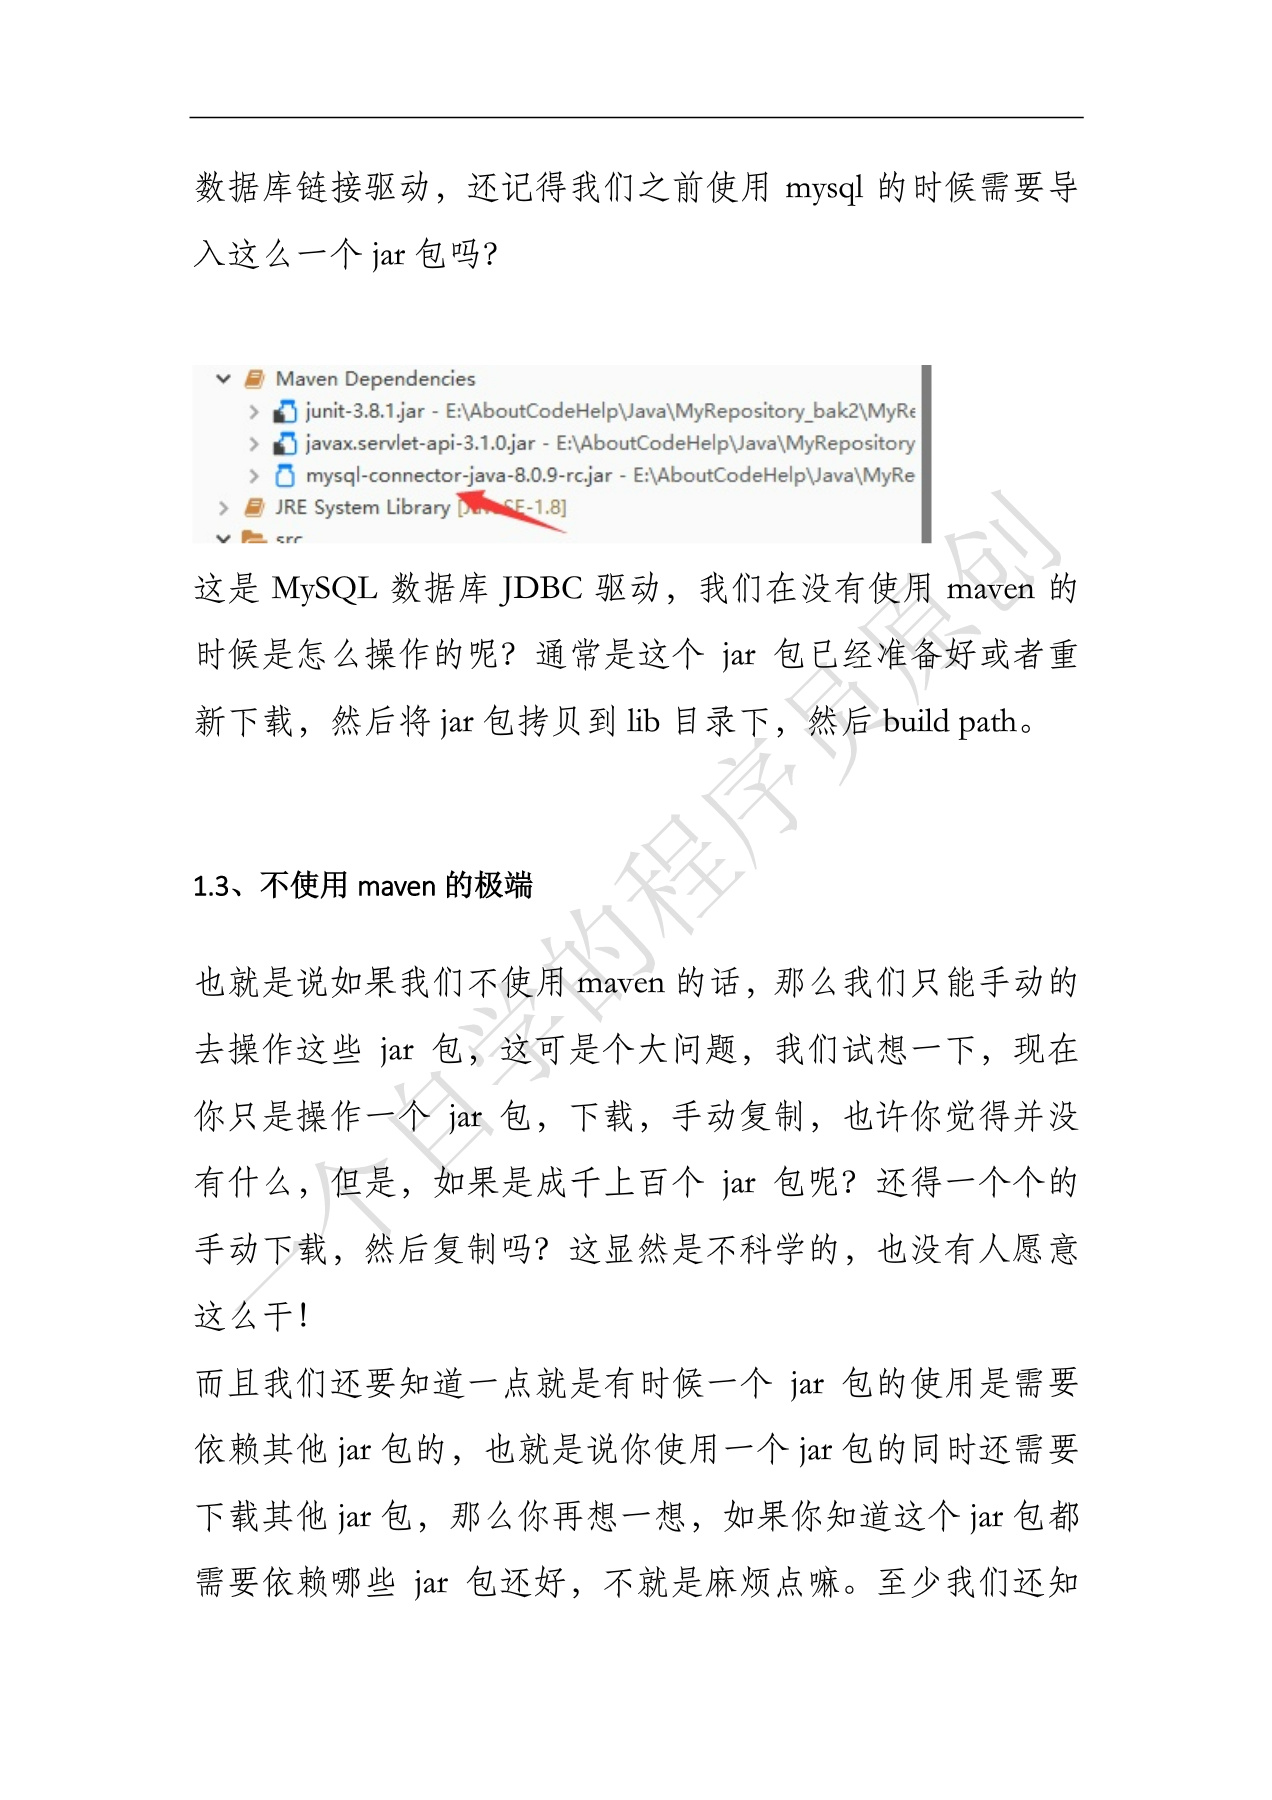 数据库链接驱动，还记得我们之前使用 mysql 的时候需要导
入这么一个 jar 包吗？
Maven Dependencies
junit-3.8.1.jar - E:\AboutCodeHelp\Java\MyRepository_bak2\MyRe
javax.servlet-api-3.1.0.jar - E:\AboutCodeHelp\Java\MyRepository
mysql-connector-java-8.0.9-rc.jar - E:\AboutCodeHelp\Java\MyRe
JRE System Library SE-1.8]
src
这是 MySQL 数据库 JDBC 驱动，我们在没有使用 maven 的
时候是怎么操作的呢？通常是这个 jar 包已经准备好或者重
新下载，然后将 jar 包拷贝到 lib 目录下，然后 build path。
1.3、不使用 maven 的极端
也就是说如果我们不使用 maven 的话，那么我们只能手动的
去操作这些 jar 包，这可是个大问题，我们试想一下，现在
你只是操作一个 jar 包，下载，手动复制，也许你觉得并没
有什么，但是，如果是成千上百个 jar 包呢？还得一个个的
手动下载，然后复制吗？这显然是不科学的，也没有人愿意
这么干！
而且我们还要知道一点就是有时候一个 jar 包的使用是需要
依赖其他 jar 包的，也就是说你使用一个 jar 包的同时还需要
下载其他 jar 包，那么你再想一想，如果你知道这个 jar 包都
需要依赖哪些 jar 包还好，不就是麻烦点嘛。至少我们还知
一个自学的程序员原创